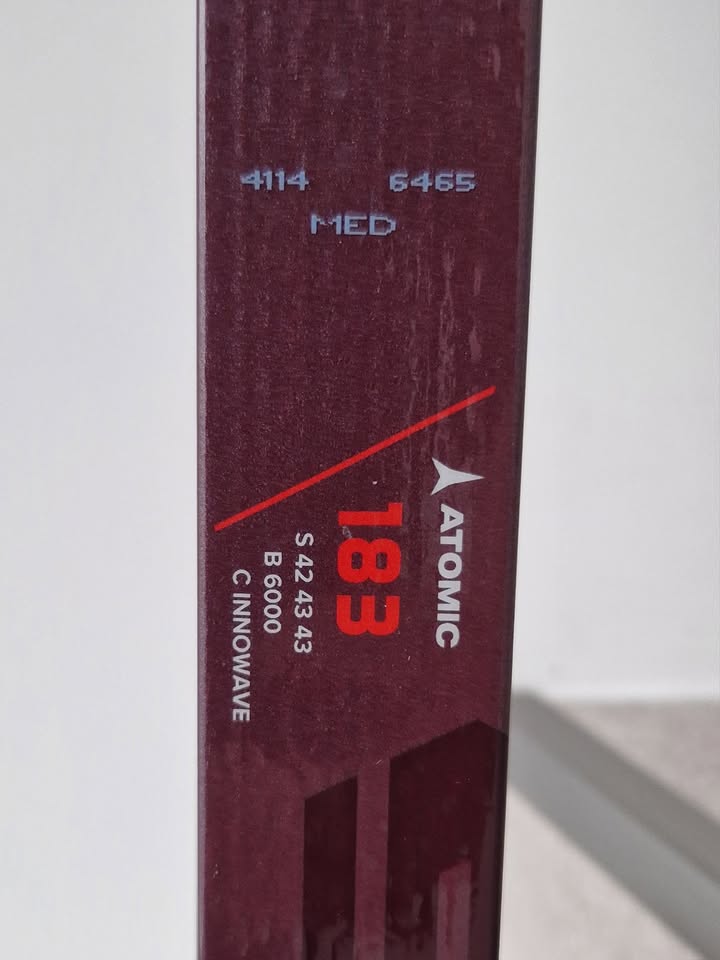 4114 6465
MED
ATOMIC
183
S 42 43 43
B 6000
C INNOWAVE